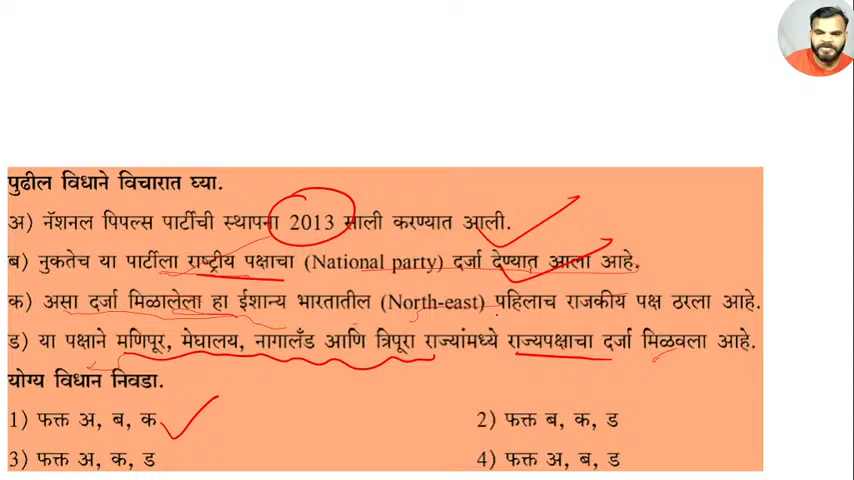 पुढील विधाने विचारात घ्या.
अ) नॅशनल पिपल्स पार्टीची स्थापना 2013 साली करण्यात आली.
ब) नुकतेच या पार्टीला राष्ट्रीय पक्षाचा (National party) दर्जा देण्यात आला आहे.
क) असा दर्जा मिळालेला हा ईशान्य भारतातील (North-east) पहिलाच राजकीय पक्ष ठरला आहे.
ड) या पक्षाने मणिपूर, मेघालय, नागालँड आणि त्रिपूरा राज्यांमध्ये राज्यपक्षाचा दर्जा मिळवला आहे.
योग्य विधान निवडा.
1) फक्त अ, ब, क 2) फक्त ब, क, ड
3) फक्त अ, क, ड 4) फक्त अ, ब, ड